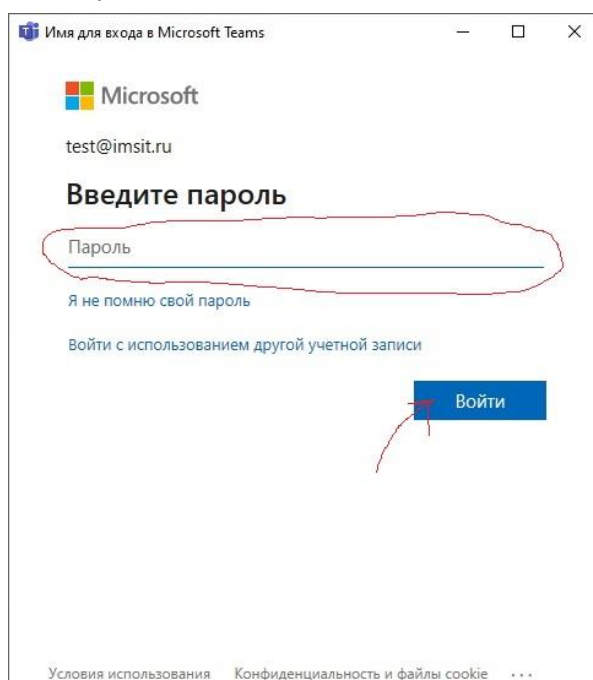 Имя для входа в Microsoft Teams
Microsoft
test@imsit.ru
Введите пароль
Пароль
Я не помню свой пароль
Войти с использованием другой учетной записи
Войти
Условия использования Конфиденциальность и файлы cookie ...